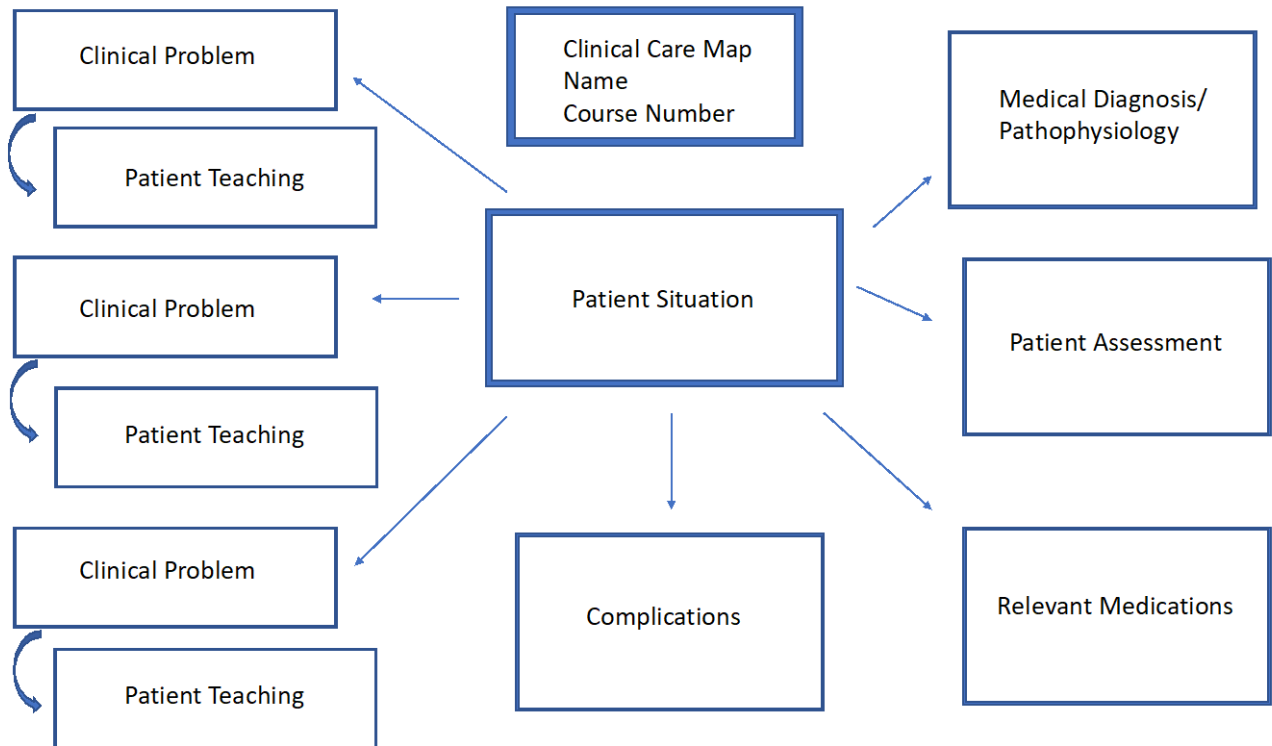 Clinical Problem
Patient Teaching
Clinical Problem
Patient Teaching
Clinical Problem
Patient Teaching
Clinical Care Map
Name
Course Number
Patient Situation
Complications
Medical Diagnosis/
Pathophysiology
Patient Assessment
Relevant Medications